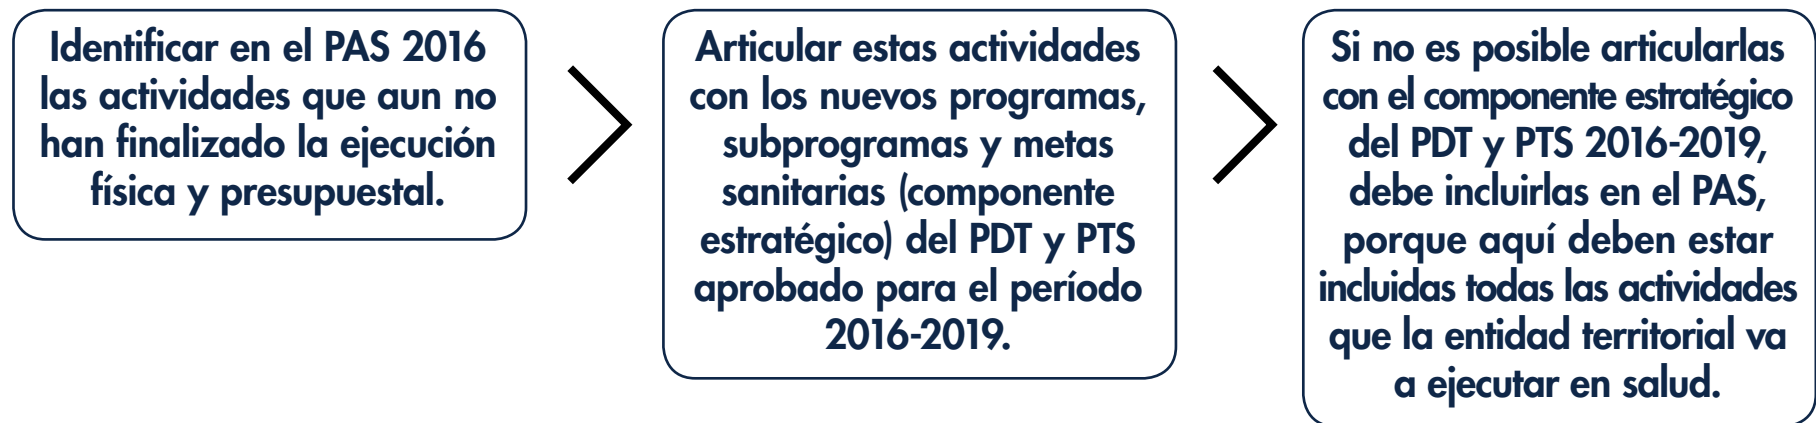 Identificar en el PAS 2016
las actividades que aun no
han finalizado la ejecución
física y presupuestal.
Articular estas actividades
con los nuevos programas,
subprogramas y metas
sanitarias (componente
estratégico) del PDT y PTS
aprobado para el período
2016-2019.
Si no es posible articularlas
con el componente estratégico
del PDT y PTS 2016-2019,
debe incluirlas en el PAS,
porque aquí deben estar
incluidas todas las actividades
que la entidad territorial va
a ejecutar en salud.